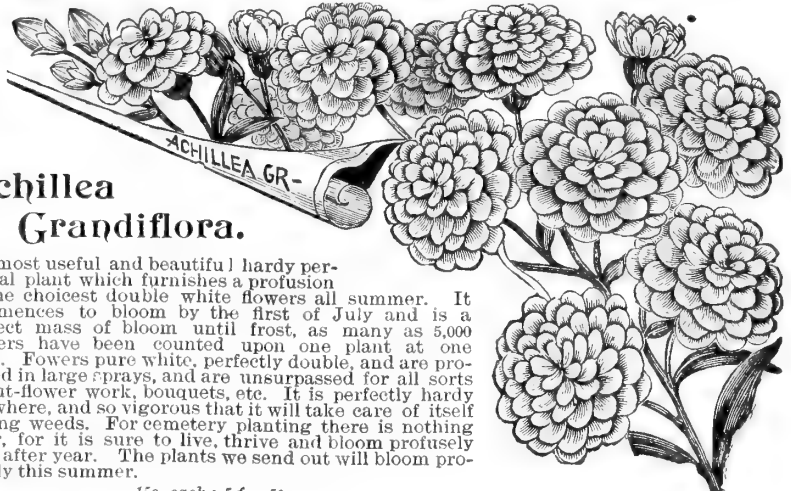 ACHILLEA GR-
chillea
Grandiflora.
most useful and beautiful hardy per-
al plant which furnishes a profusion
he choicest double white flowers all summer. It
mences to bloom by the first of July and is a
ect mass of bloom until frost, as many as 5,000
ers have been counted upon one plant at one
. Fowers pure white, perfectly double, and are pro-
d in large sprays, and are unsurpassed for all sorts
ut-flower work, bouquets, etc. It is perfectly hardy
where, and so vigorous that it will take care of itself
ng weeds. For cemetery planting there is nothing
r, for it is sure to live, thrive and bloom profusely
after year. The plants we send out will bloom pro-
ly this summer.